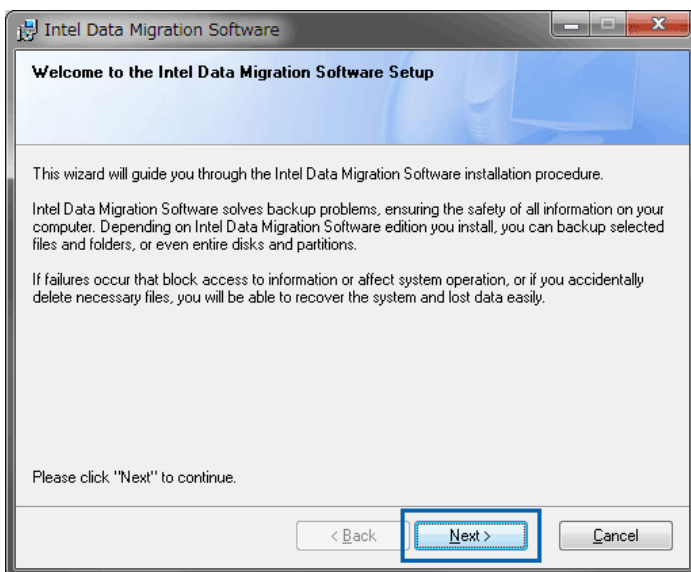 Intel Data Migration Software
Welcome to the Intel Data Migration Software Setup
This wizard will guide you through the Intel Data Migration Software installation procedure.
Intel Data Migration Software solves backup problems, ensuring the safety of all information on your
computer. Depending on Intel Data Migration Software edition you install, you can backup selected
files and folders, or even entire disks and partitions.
If failures occur that block access to information or affect system operation, or if you accidentally
delete necessary files, you will be able to recover the system and lost data easily.
Please click "Next" to continue.
< Back Next > Cancel